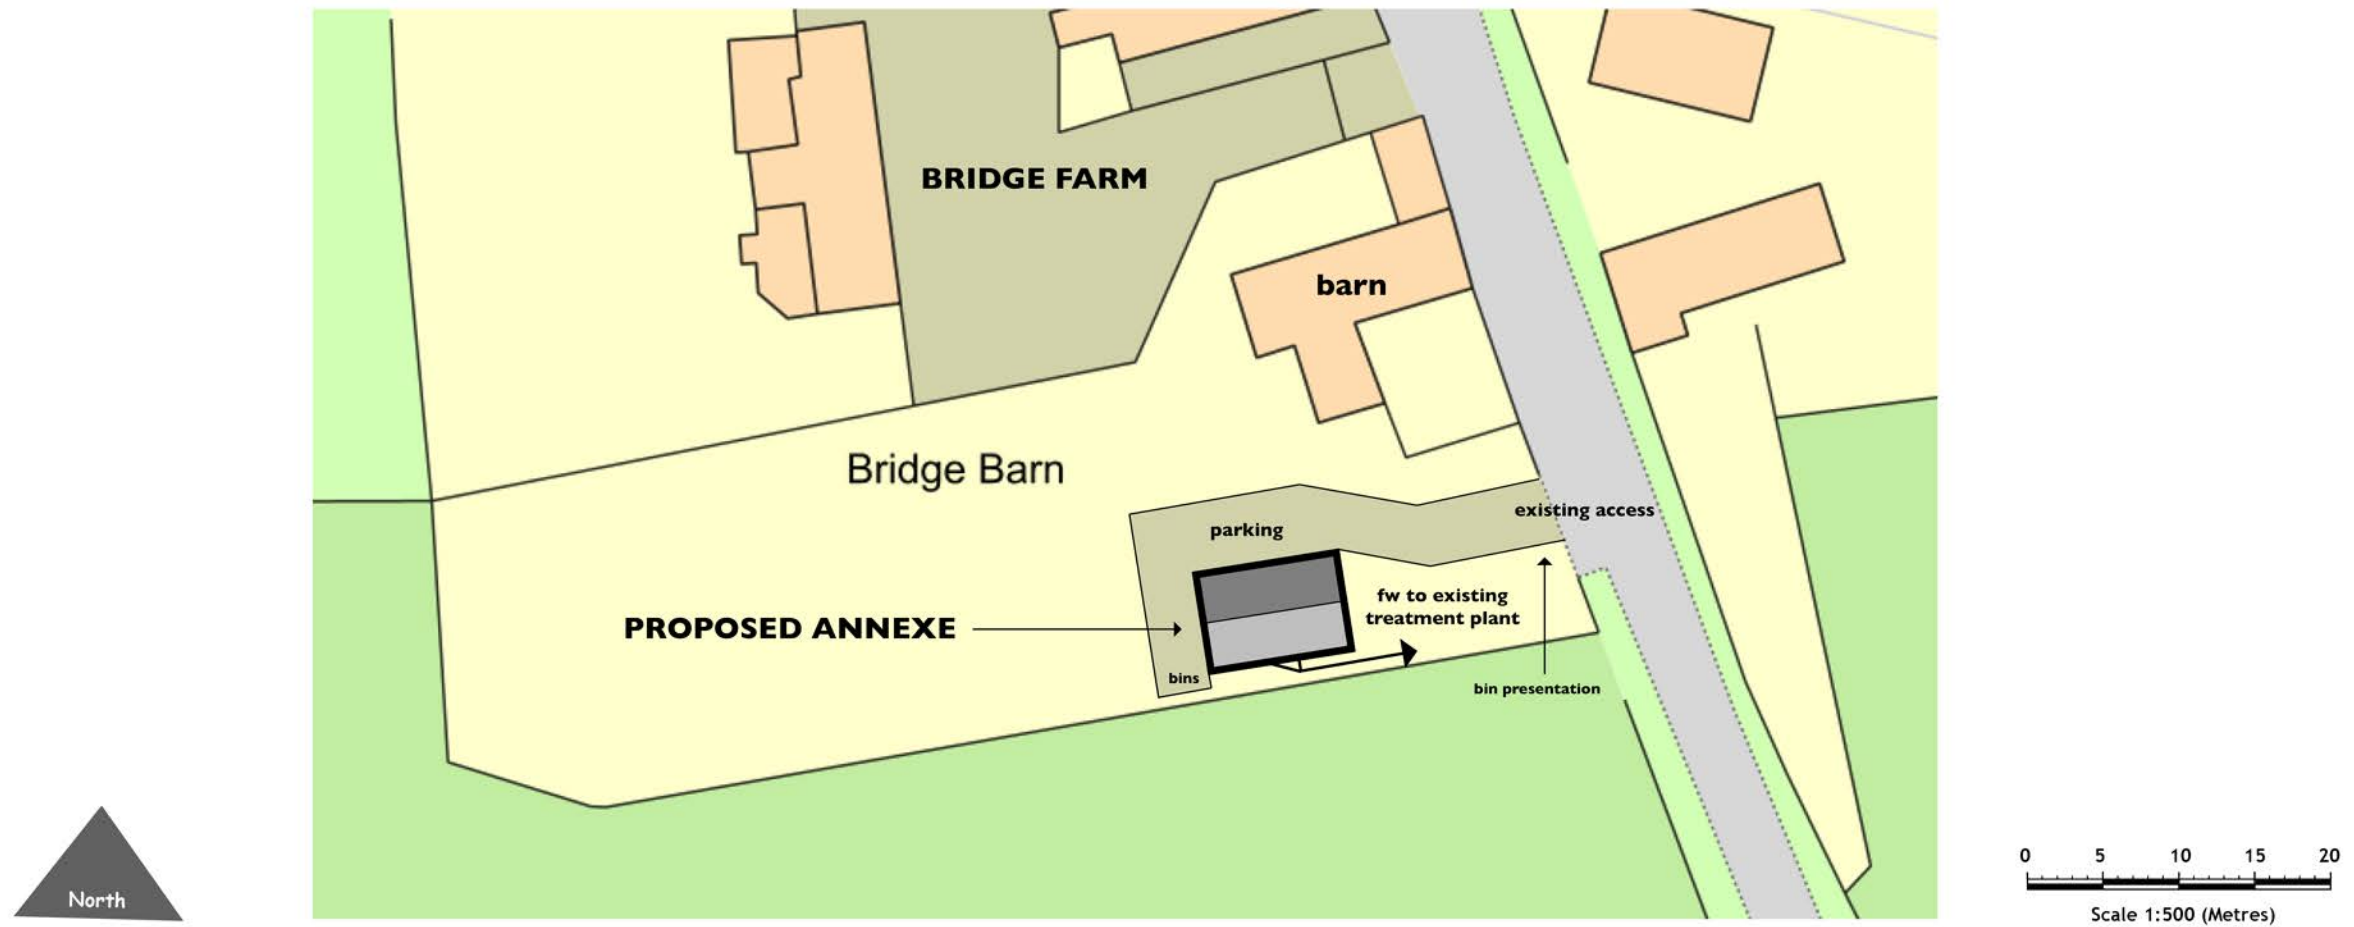 BRIDGE FARM
barn
Bridge Barn
existing access
parking
fw to existing
treatment plant
PROPOSED ANNEXE
bins
bin presentation
North
0 5 10 15 20
Scale 1:500 (Metres)